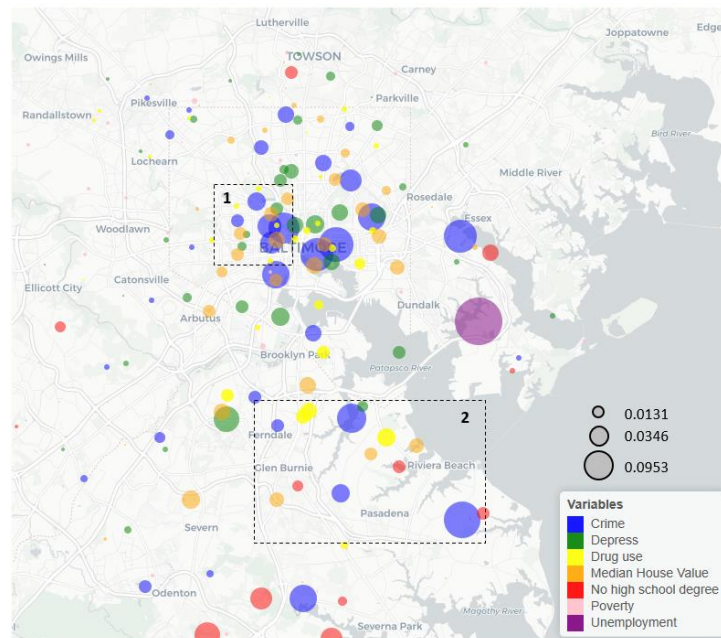 Lutherville
Joppatowne
Edge
Owings Mills
TOWSON
Carney
Pikesville
Parkville
Randallstown
Bird River
Lochearn
Middle River
1
Rosedale
Essex
Woodlawn
BALTIMORE
Catonsville
Ellicott City
Dundalk
Arbutus
Brooklyn Park
Patapsco River
2
0.0131
Ferndale
0.0346
Glen Burnie
Riviera Beach
0.0953
Variables
Pasadena
Crime
Severn
Depress
Drug use
Median House Value
No high school degree
Odenton
Poverty
Magothy River
Unemployment
Severna Park